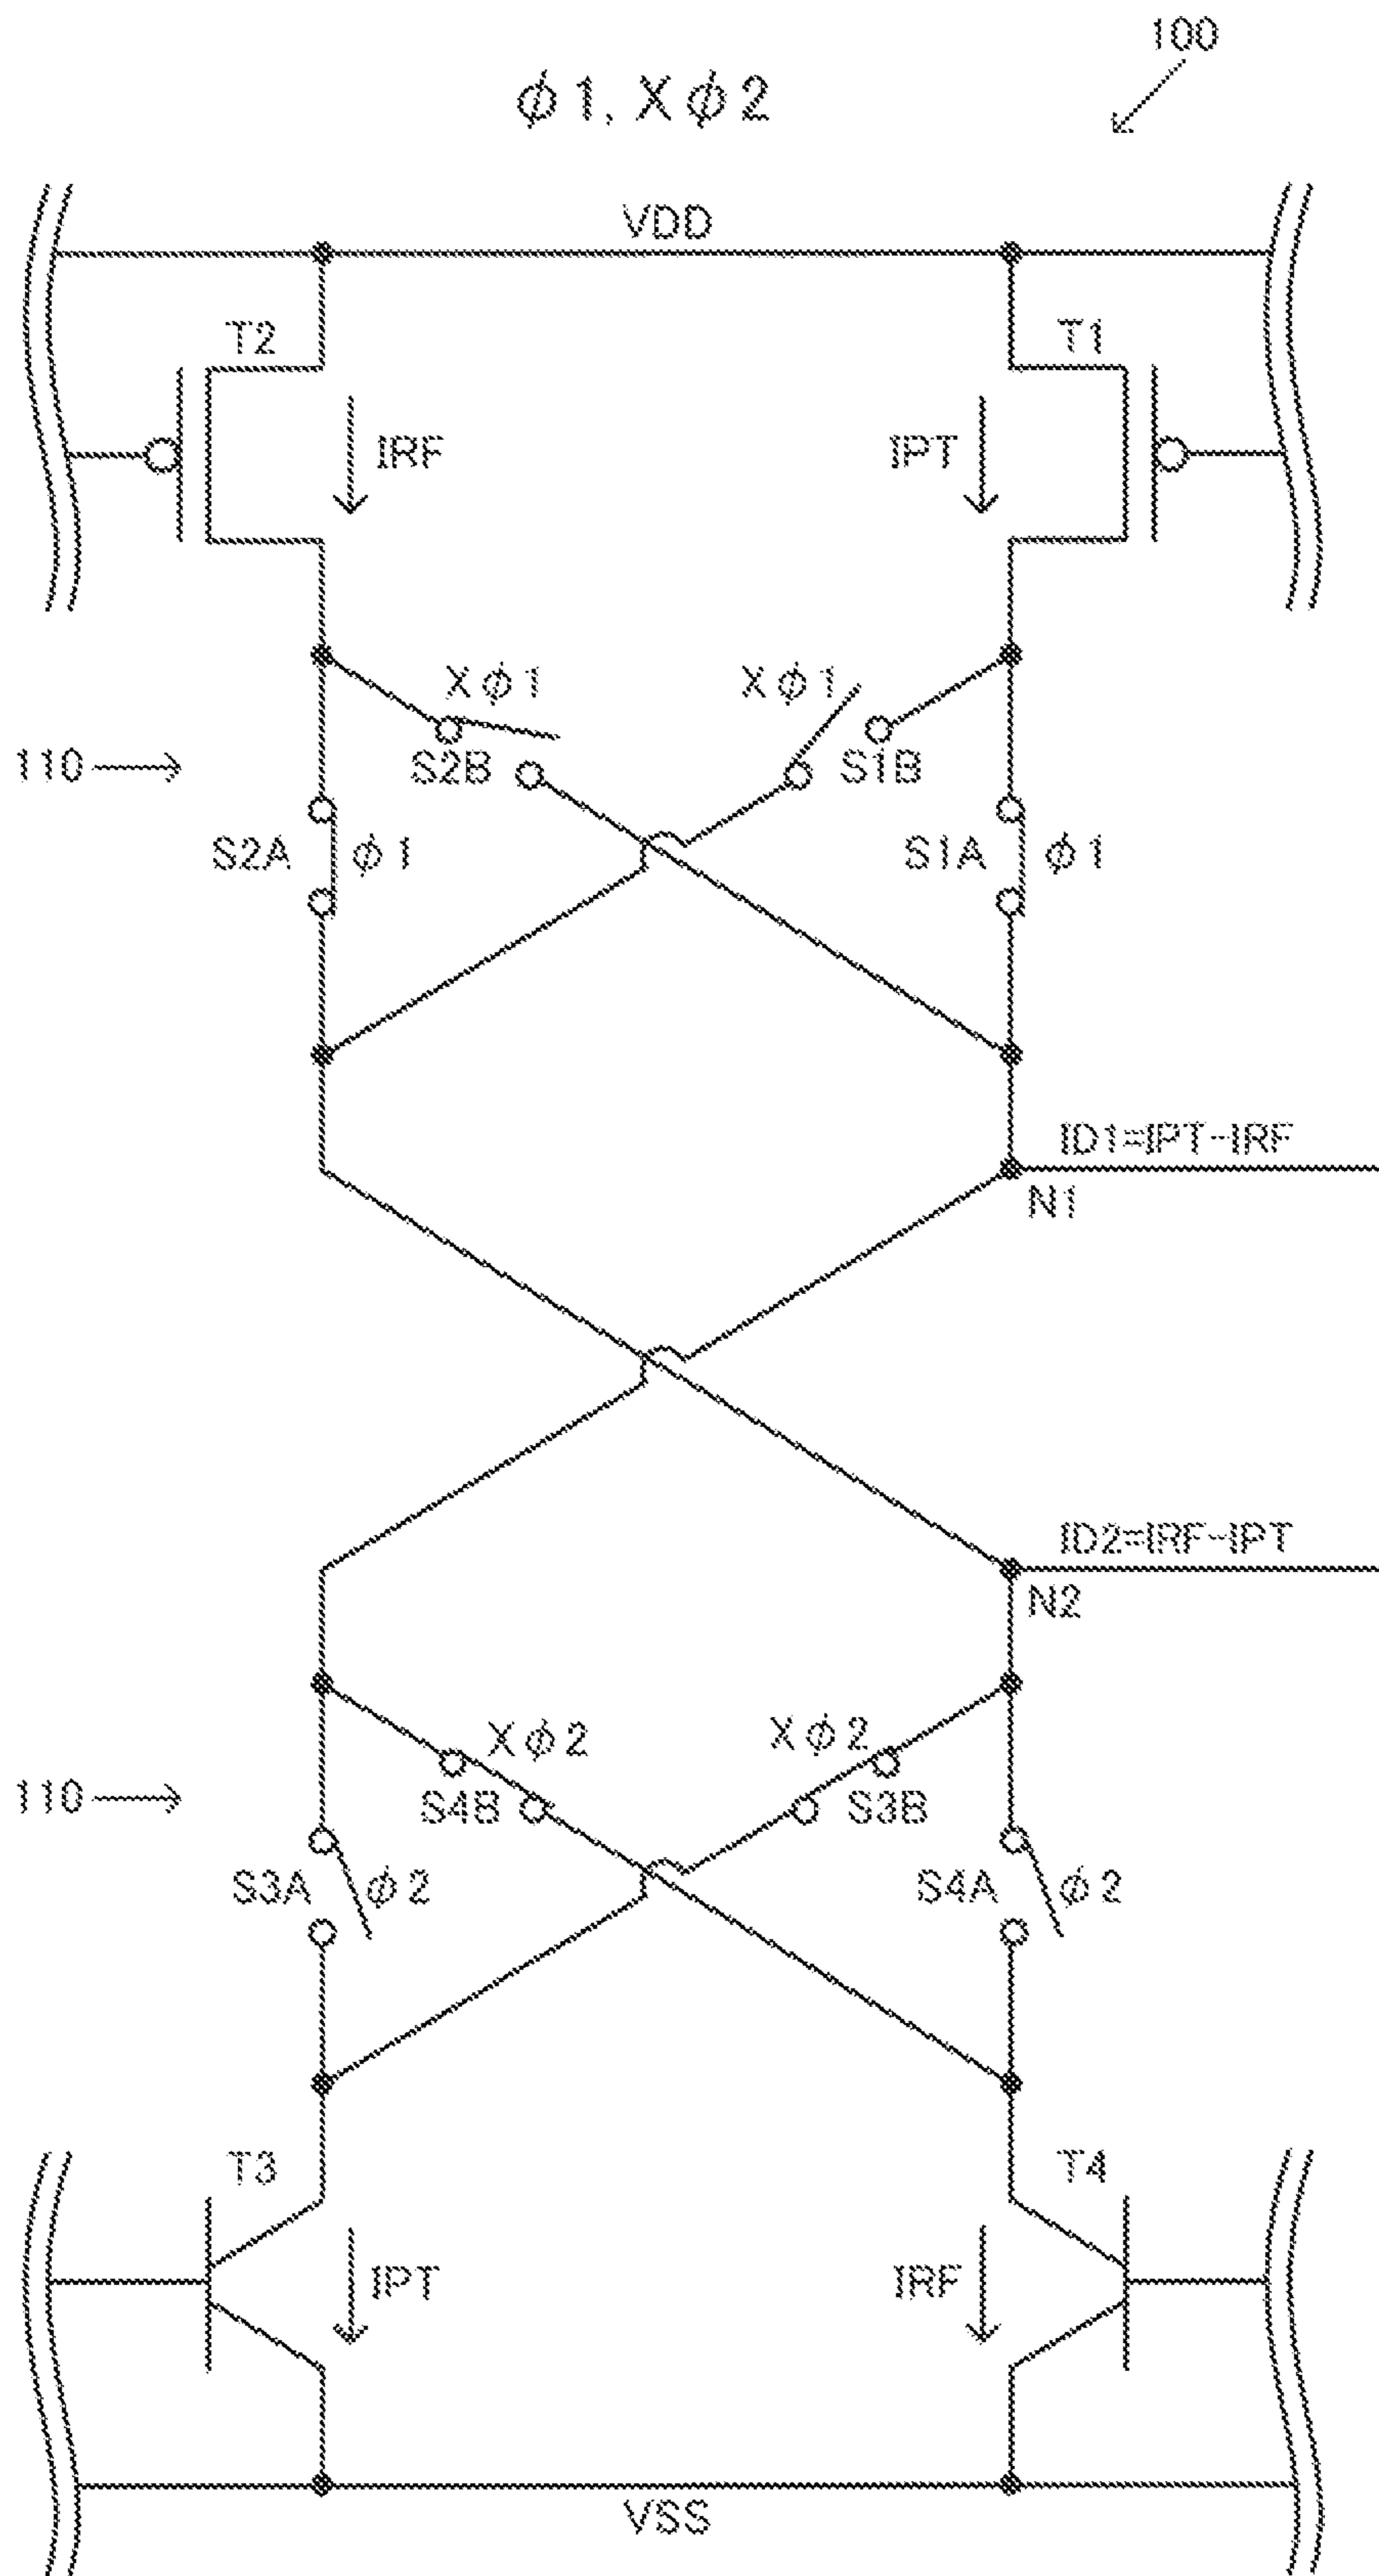 100
ϕ1, Xϕ2
VDD
T2
T1
IRF
IPT
Xϕ1
Xϕ1
110
S2B
S1B
S2A
ϕ1
S1A
ϕ1
ID1=IPT-IRF
N1
ID2=IRF-IPT
N2
Xϕ2
Xϕ2
110
S4B
S3B
S3A
ϕ2
S4A
ϕ2
T3
T4
IPT
IRF
VSS